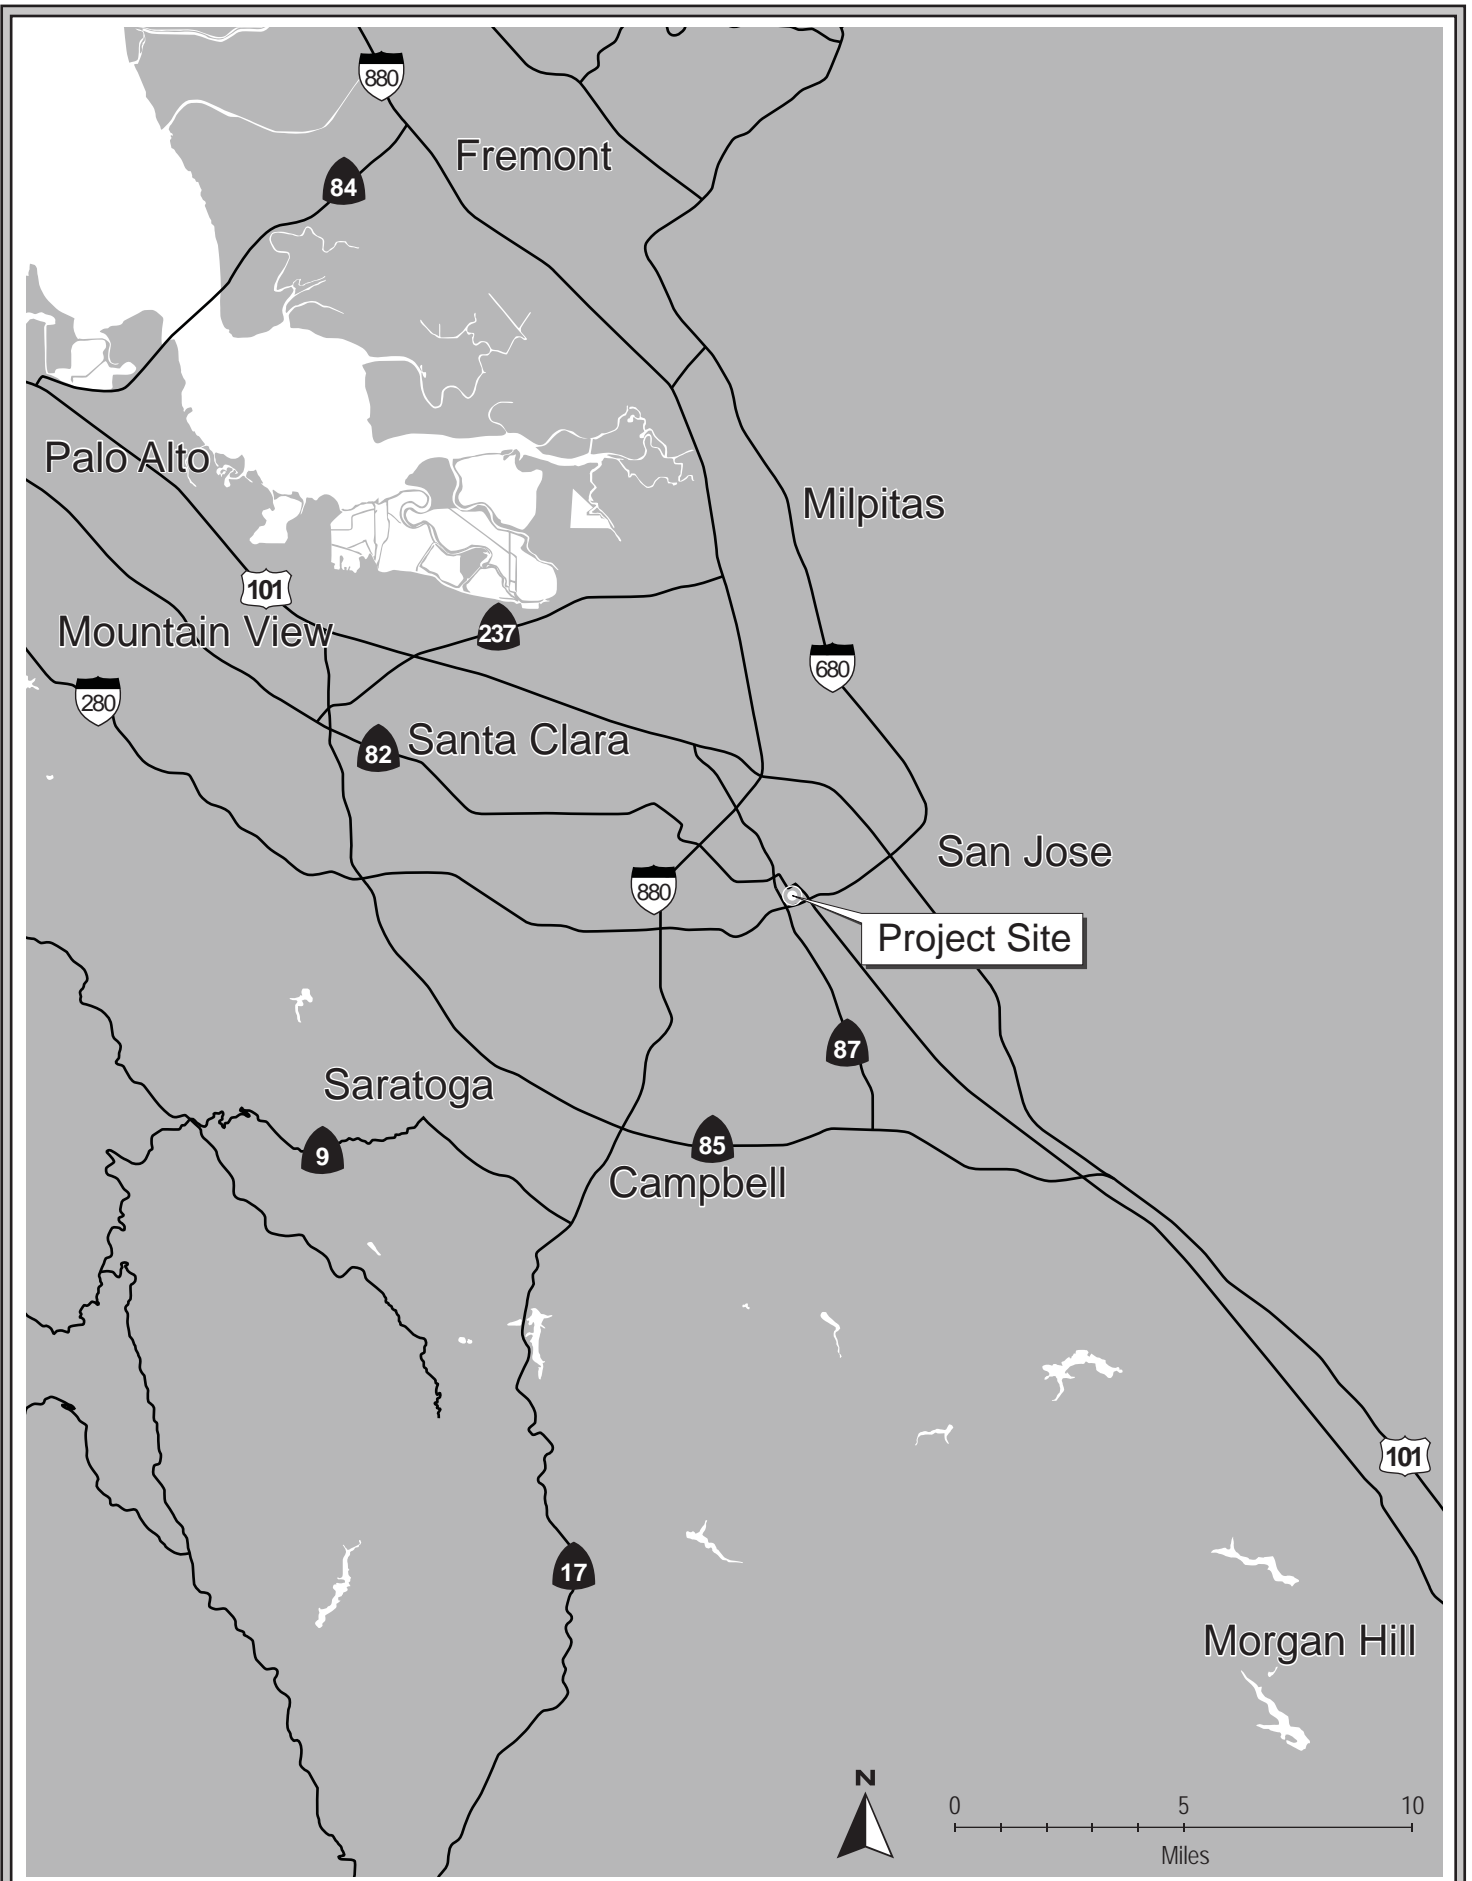 880
Fremont
84
Palo Alto
Milpitas
101
Mountain View
237
680
280
Santa Clara
82
San Jose
880
Project Site
87
Saratoga
85
9
Campbell
101
17
Morgan Hill
N
0 5 10
Miles